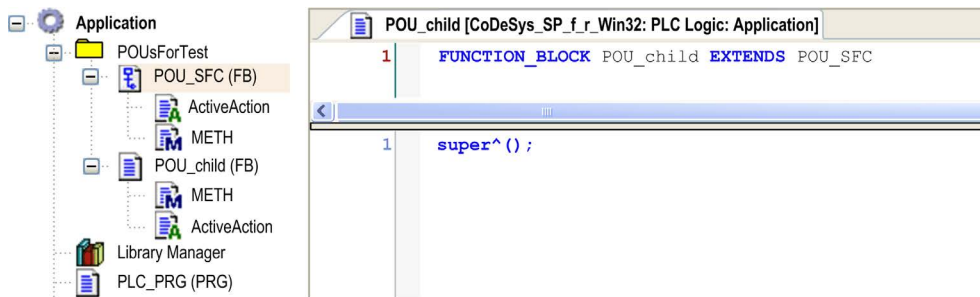 Application
POUsForTest
POU_SFC (FB)
ActiveAction
METH
POU_child (FB)
METH
ActiveAction
Library Manager
PLC_PRG (PRG)
POU_child [CoDeSys_SP_f_r_Win32: PLC Logic: Application]
1 FUNCTION_BLOCK POU_child EXTENDS POU_SFC
1 super^();